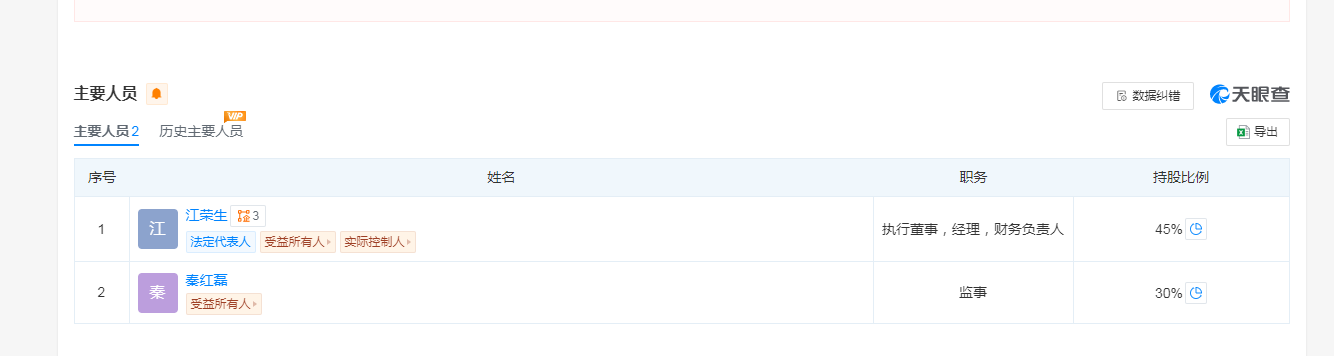 主要人员
数据纠错 天眼查
主要人员2 历史主要人员 VIP
导出
序号 姓名 职务 持股比例
1 江 江荣生 3 执行董事，经理，财务负责人 45%
法定代表人 受益所有人 实际控制人
2 秦 秦红磊 监事 30%
受益所有人